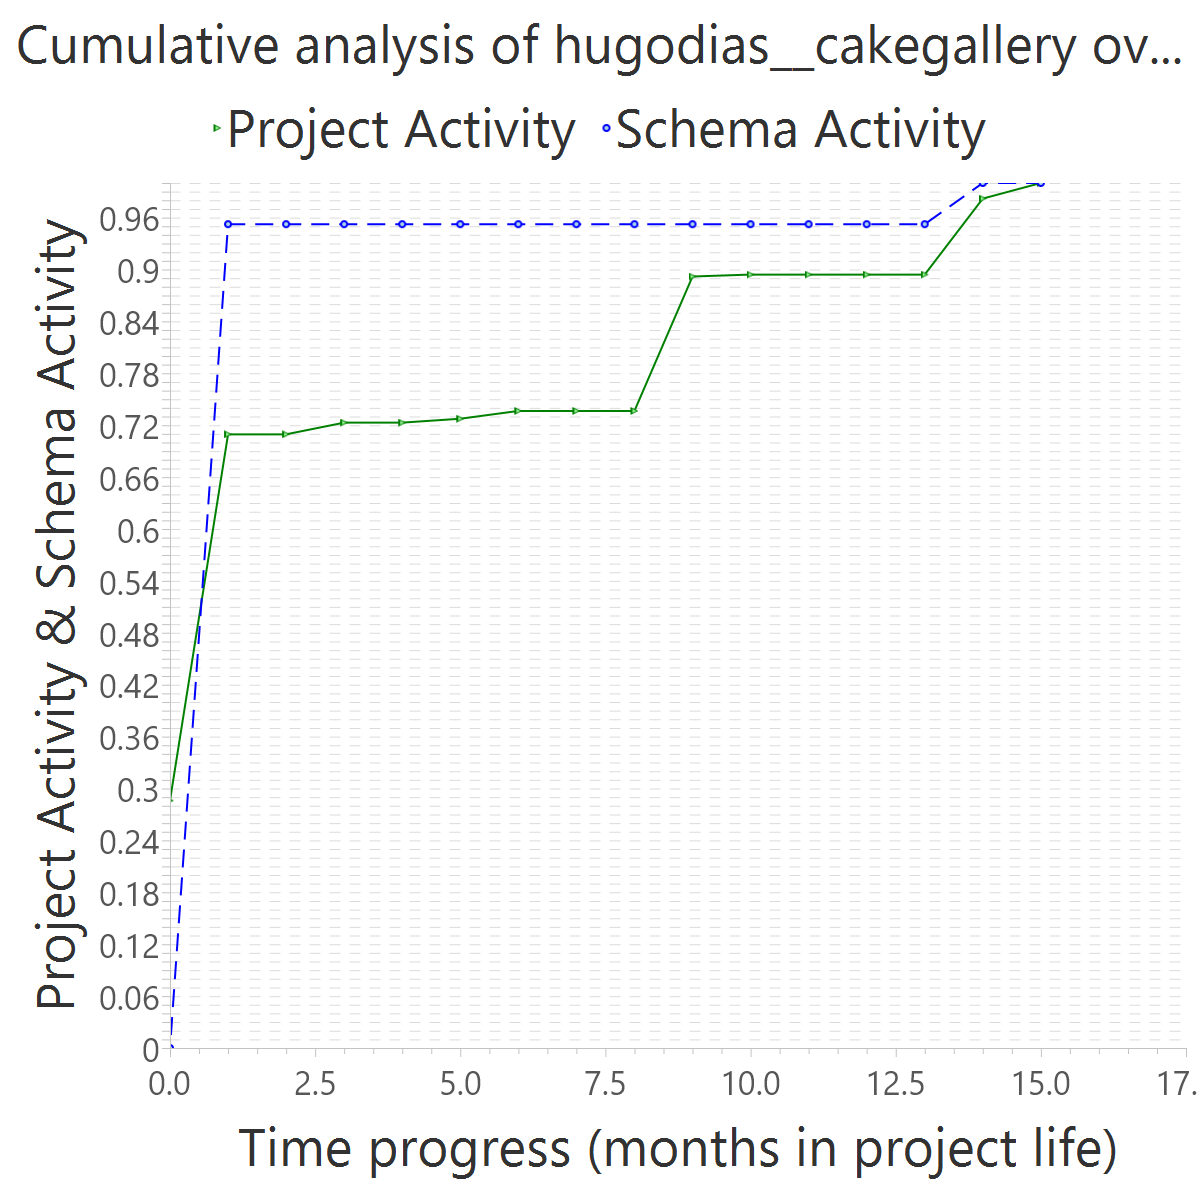 Cumulative analysis of hugodias__cakegallery ov...
Project Activity
Schema Activity
Project Activity & Schema Activity
0.96
0.9
0.84
0.78
0.72
0.66
0.6
0.54
0.48
0.42
0.36
0.3
0.24
0.18
0.12
0.06
0
0.0 2.5 5.0 7.5 10.0 12.5 15.0 17.
Time progress (months in project life)